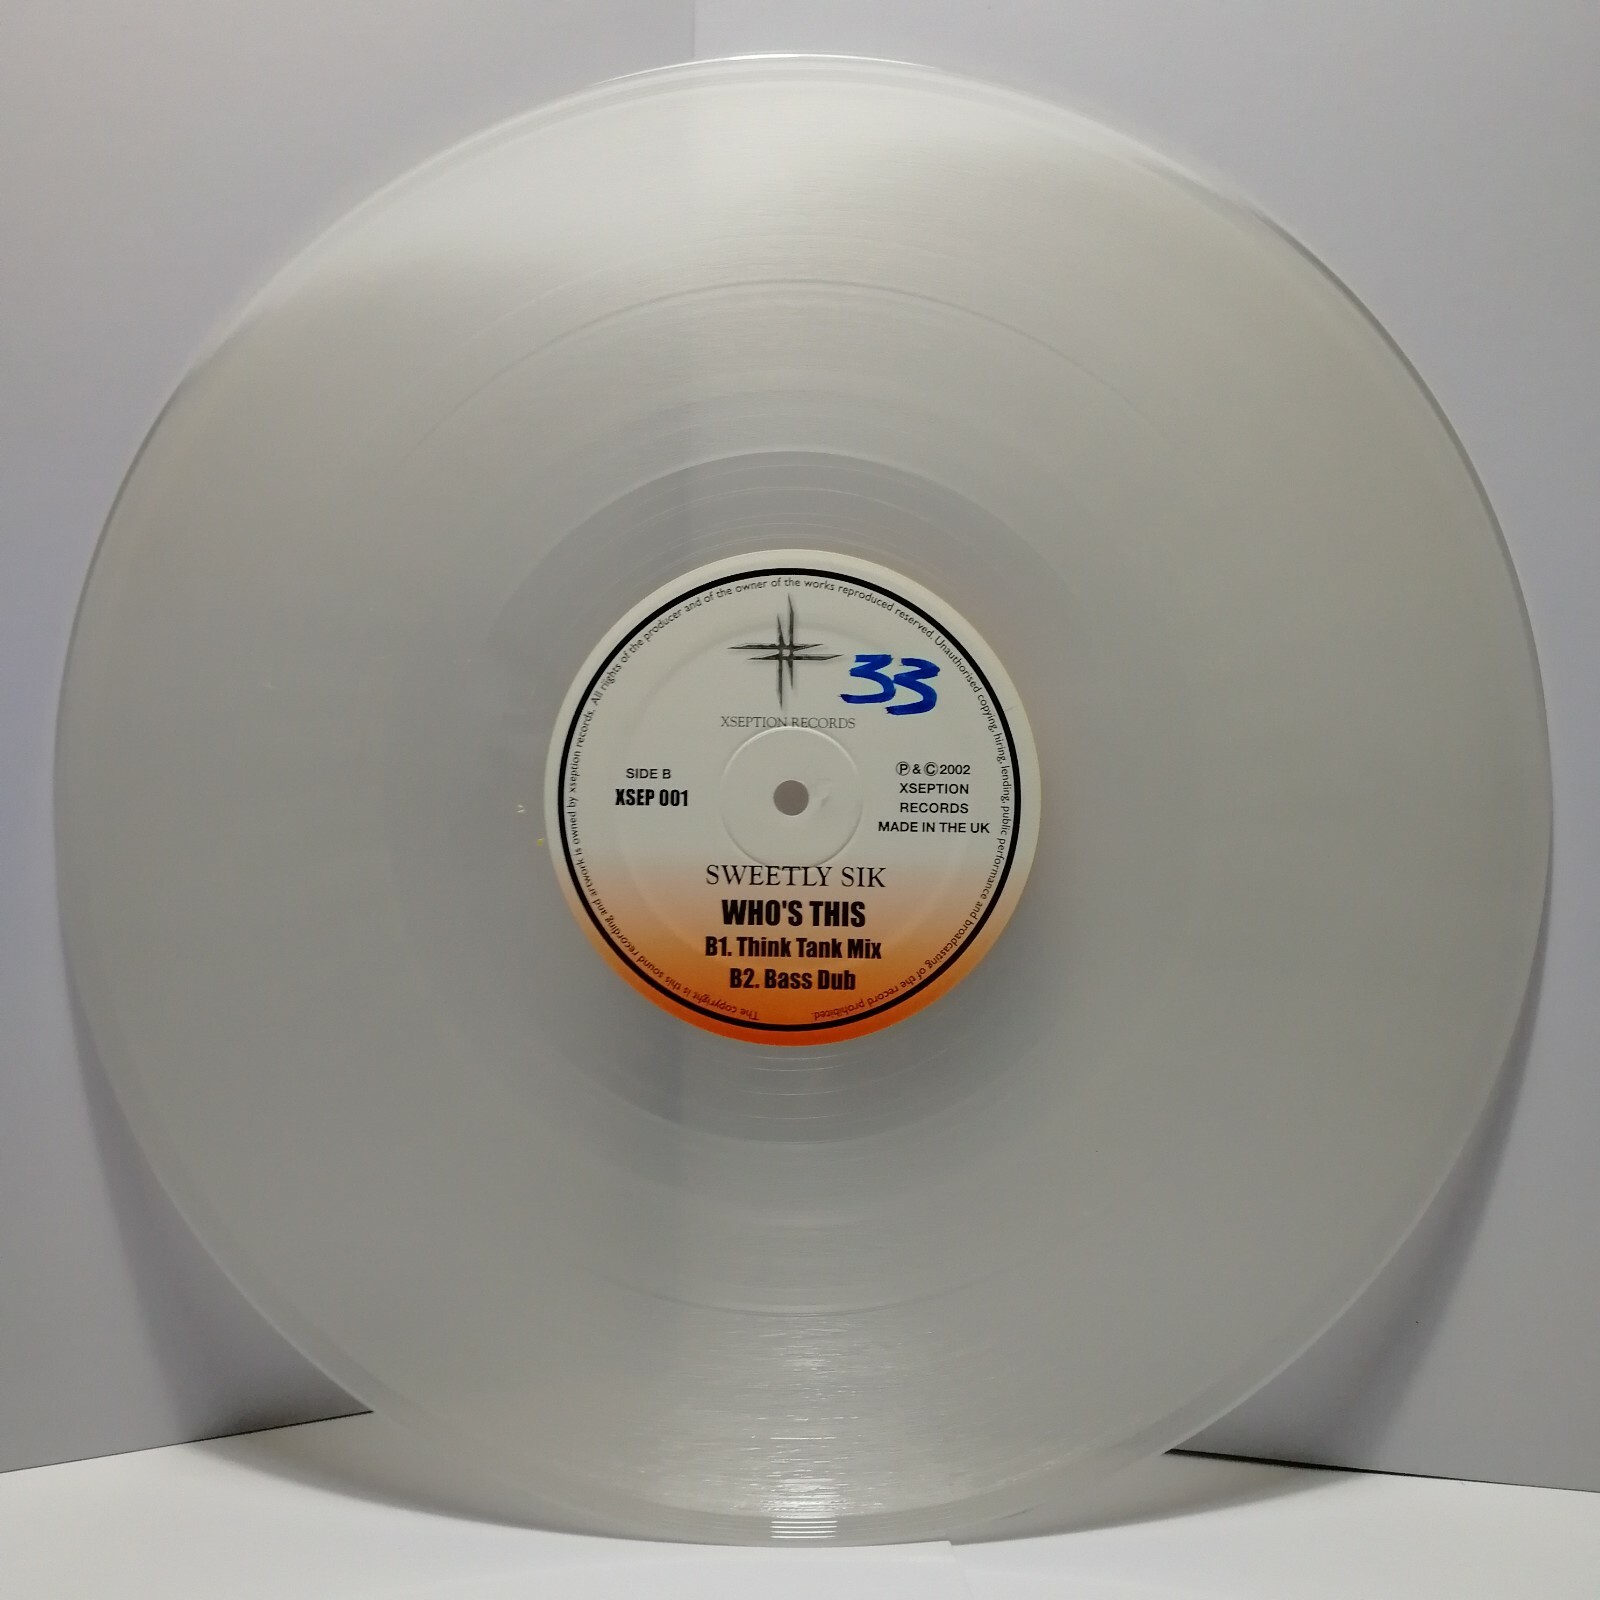 The copyright is this sound recording and artwork is owned by xseption records. All riights of the producer and of the owner of the works reproduced reserved. Unauthorised copying, hiring, lending, public performance and broadcasting of the record prohibited.
33
XSEPTION RECORDS
SIDE B
XSEP 001
Ⓟ & Ⓒ 2002
XSEPTION
RECORDS
MADE IN THE UK
SWEETLY SIK
WHO'S THIS
B1. Think Tank Mix
B2. Bass Dub